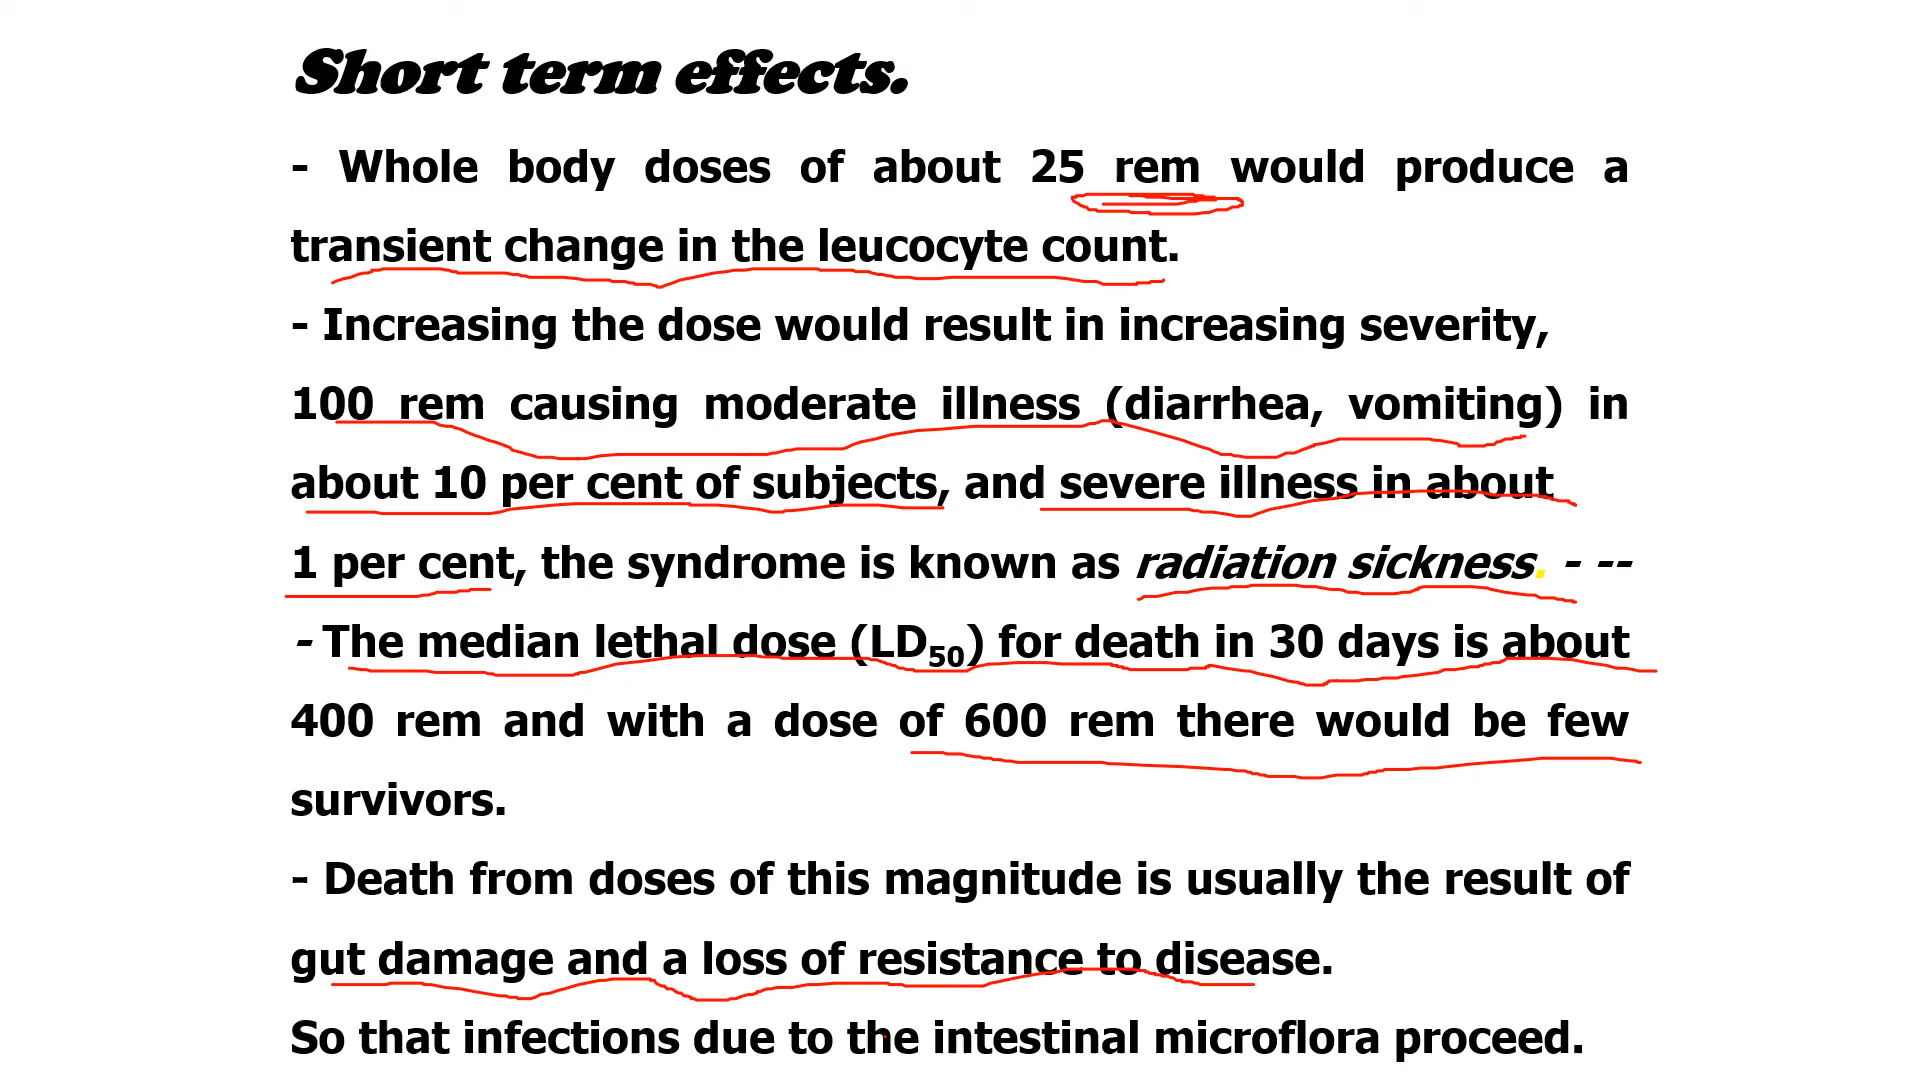 Short term effects.
- Whole body doses of about 25 rem would produce a
transient change in the leucocyte count.
- Increasing the dose would result in increasing severity,
100 rem causing moderate illness (diarrhea, vomiting) in
about 10 per cent of subjects, and severe illness in about
1 per cent, the syndrome is known as radiation sickness. - --
- The median lethal dose (LD₅₀) for death in 30 days is about
400 rem and with a dose of 600 rem there would be few
survivors.
- Death from doses of this magnitude is usually the result of
gut damage and a loss of resistance to disease.
So that infections due to the intestinal microflora proceed.